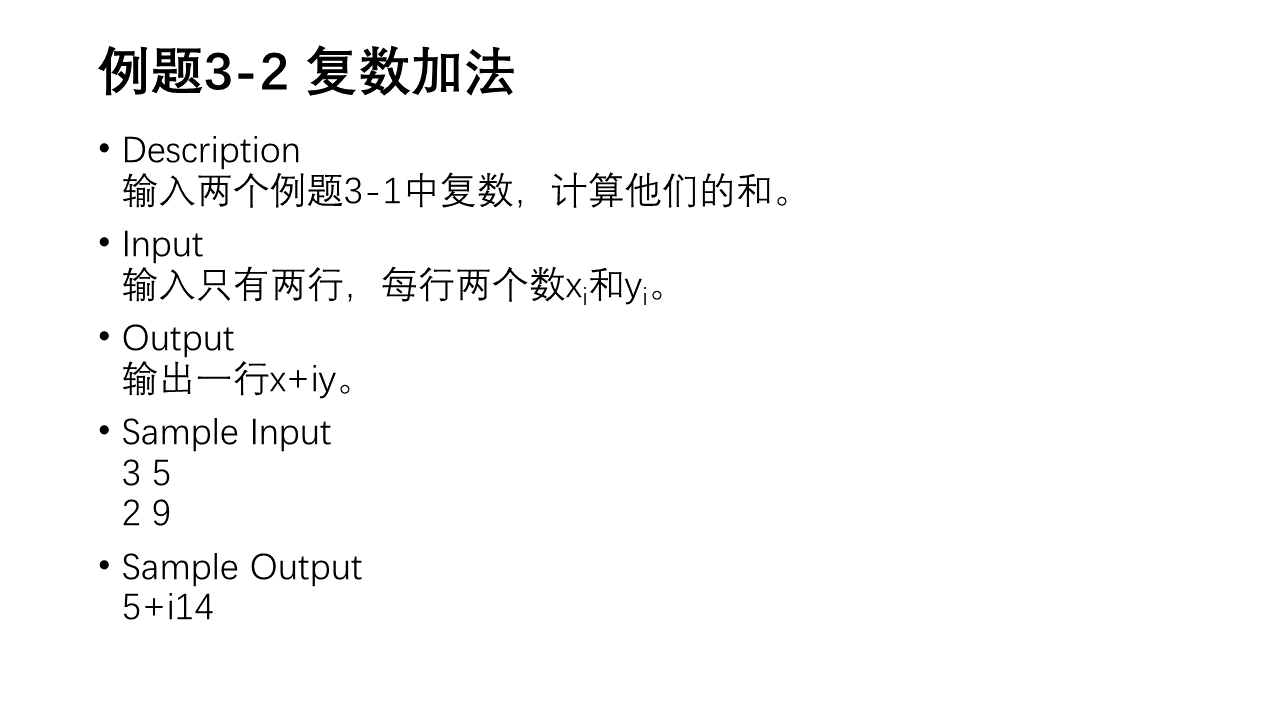 例题3-2 复数加法
• Description
输入两个例题3-1中复数，计算他们的和。
• Input
输入只有两行，每行两个数xᵢ和yᵢ。
• Output
输出一行x+iy。
• Sample Input
3 5
2 9
• Sample Output
5+i14